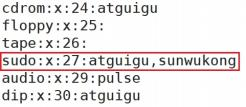 cdrom:x:24:atguigu
floppy:x:25:
tape:x:26:
sudo:x:27:atguigu,sunwukong
audio:x:29:pulse
dip:x:30:atguigu